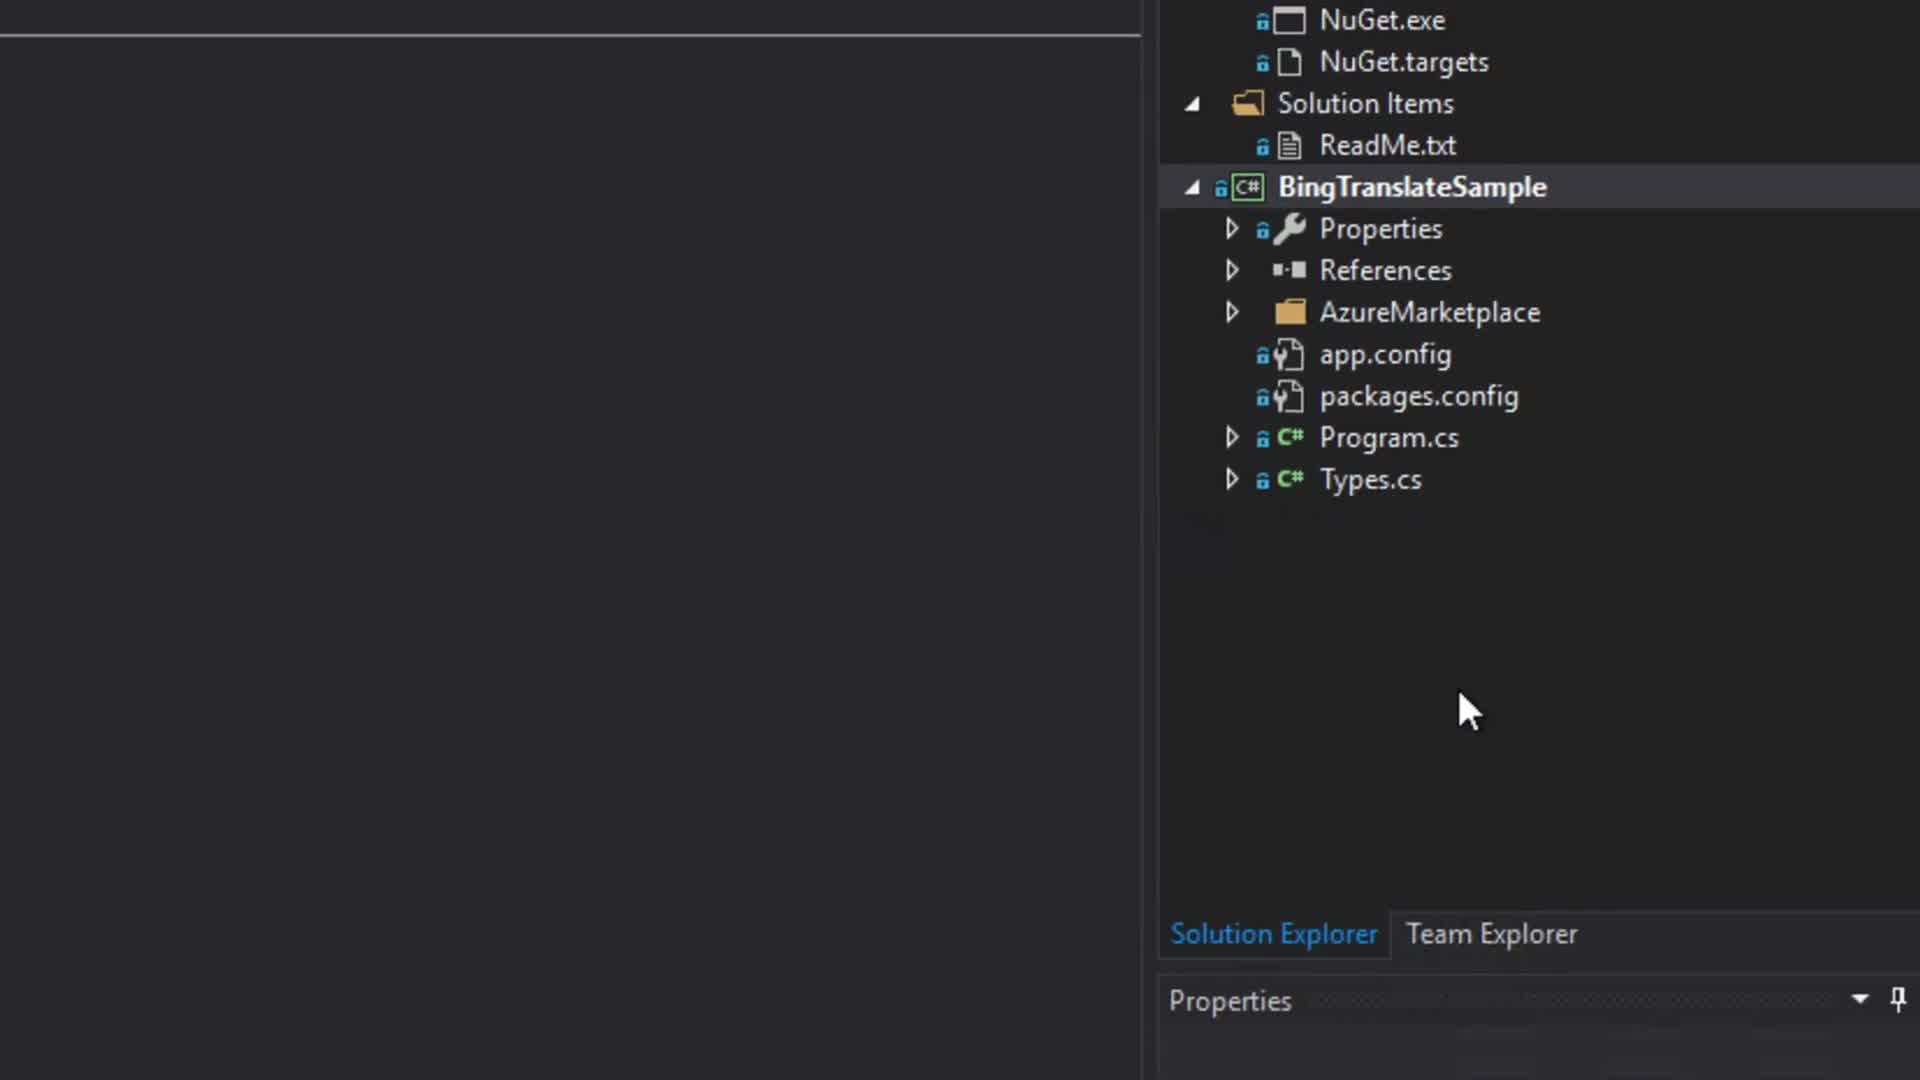 NuGet.exe
NuGet.targets
Solution Items
ReadMe.txt
C# BingTranslateSample
Properties
References
AzureMarketplace
app.config
packages.config
C# Program.cs
C# Types.cs
Solution Explorer Team Explorer
Properties